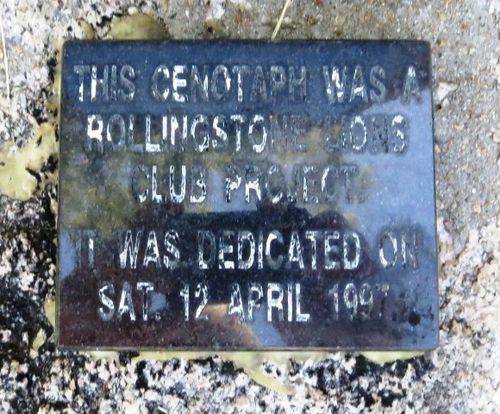 THIS CENOTAPH WAS A
ROLLINGSTONE LIONS
CLUB PROJECT.
IT WAS DEDICATED ON
SAT. 12 APRIL 1997.